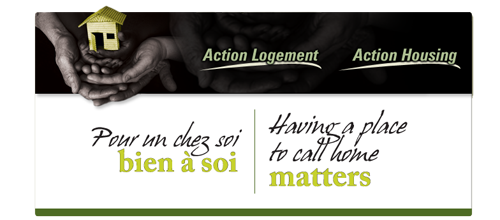 Action Logement
Action Housing
Pour un chez soi
bien à soi
Having a place
to call home
matters